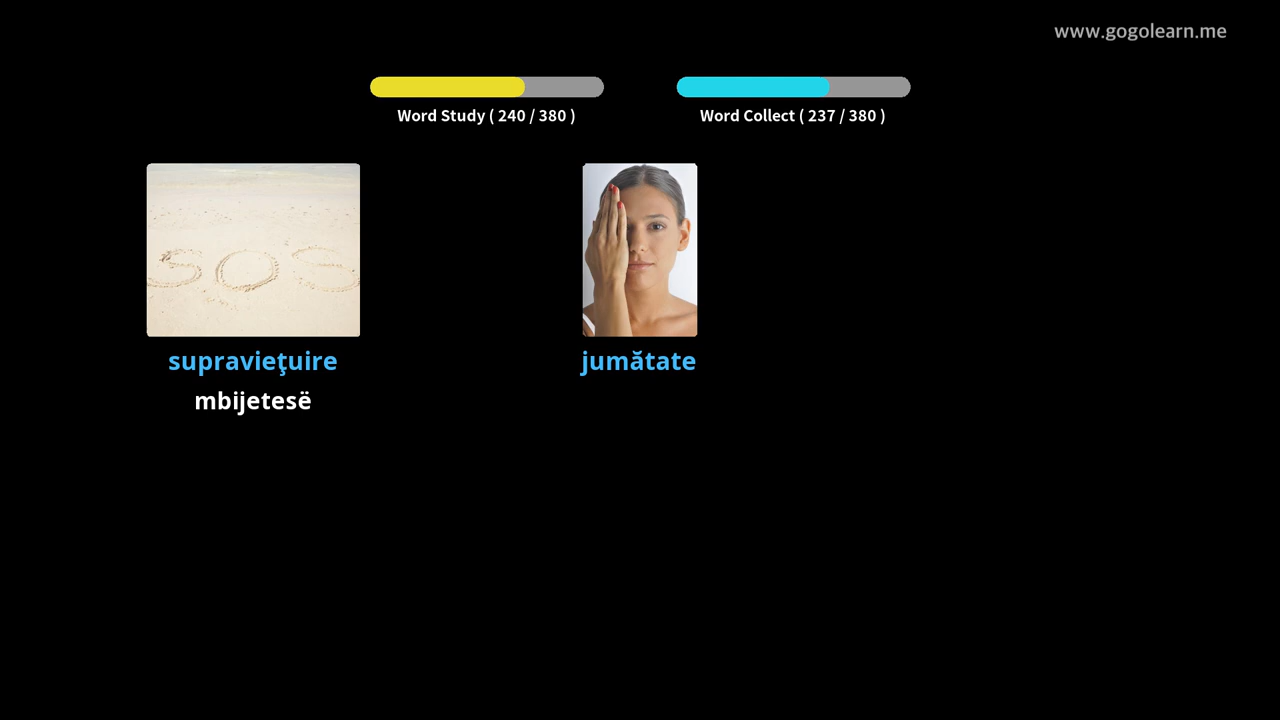 www.gogolearn.me
Word Study ( 240 / 380 )
Word Collect ( 237 / 380 )
SOS
supravieţuire
jumătate
mbijetesë